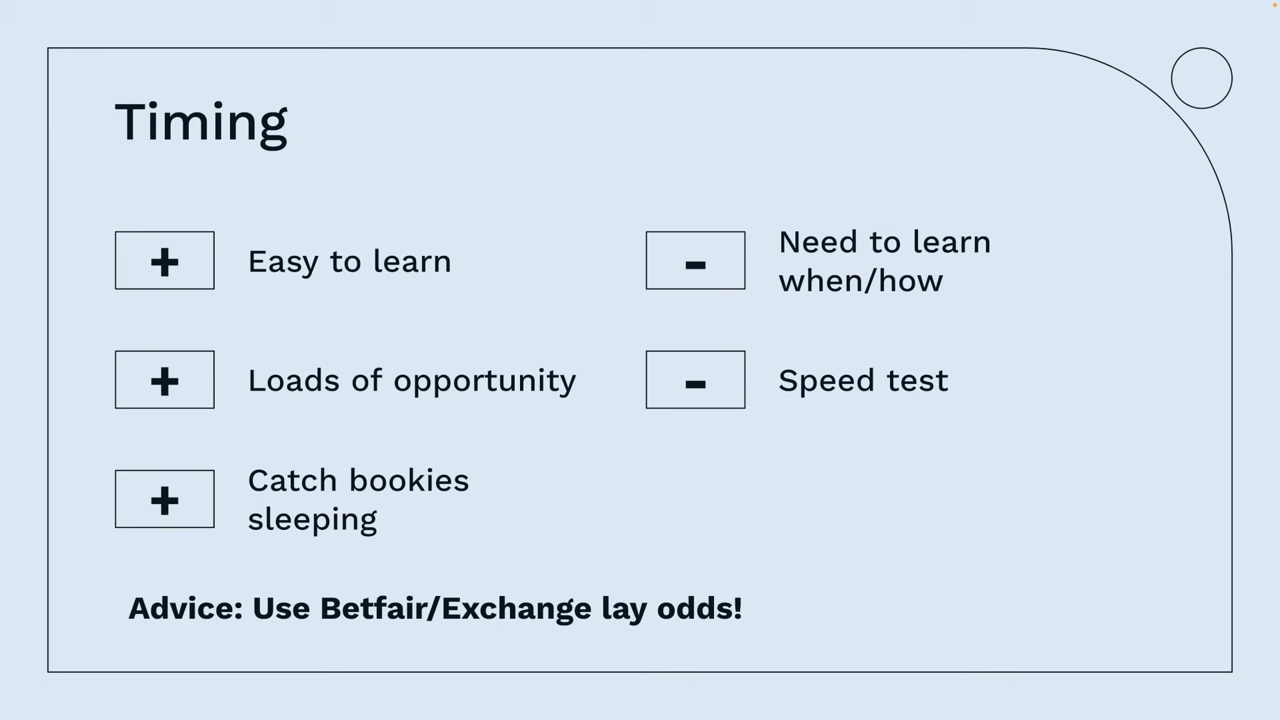 Timing
+ Easy to learn
+ Loads of opportunity
+ Catch bookies
sleeping
- Need to learn
when/how
- Speed test
Advice: Use Betfair/Exchange lay odds!